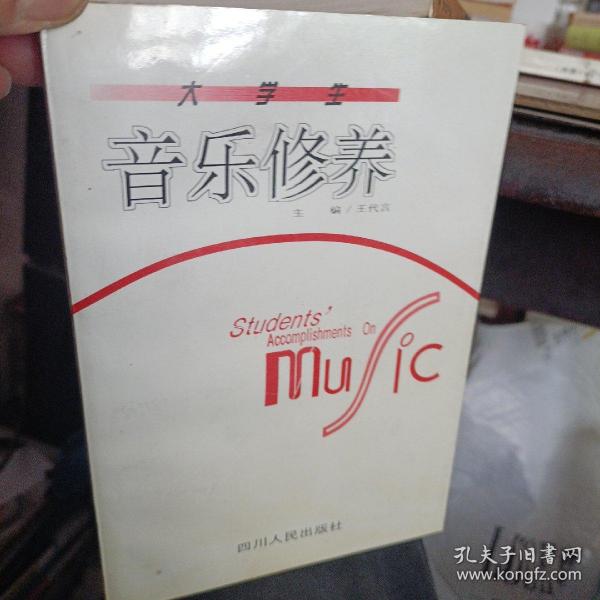 大学生
音乐修养
主 编/王代言
Students'
Accomplishments On
Music
四川人民出版社
孔夫子旧书网
www.kongfz.com